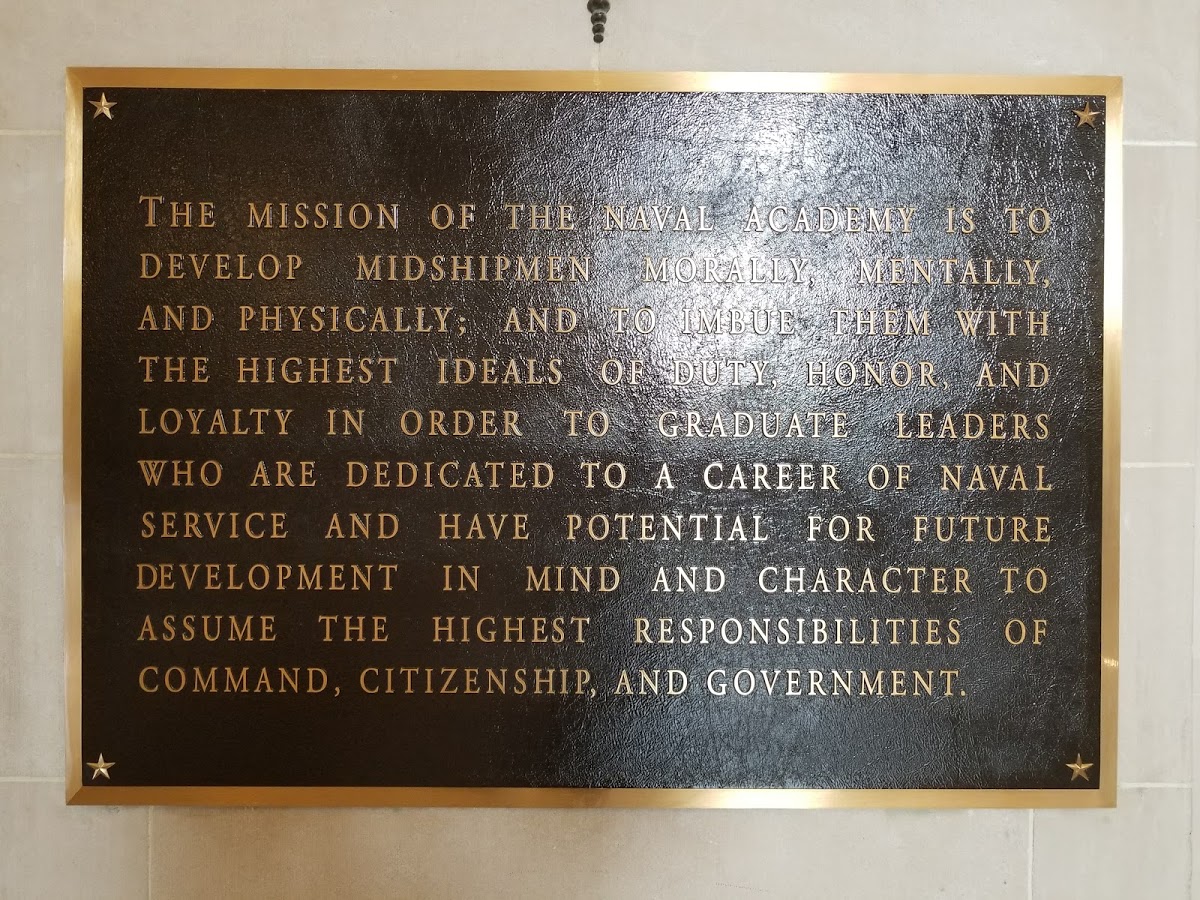 THE MISSION OF THE NAVAL ACADEMY IS TO
DEVELOP MIDSHIPMEN MORALLY, MENTALLY,
AND PHYSICALLY; AND TO IMBUE THEM WITH
THE HIGHEST IDEALS OF DUTY, HONOR, AND
LOYALTY IN ORDER TO GRADUATE LEADERS
WHO ARE DEDICATED TO A CAREER OF NAVAL
SERVICE AND HAVE POTENTIAL FOR FUTURE
DEVELOPMENT IN MIND AND CHARACTER TO
ASSUME THE HIGHEST RESPONSIBILITIES OF
COMMAND, CITIZENSHIP, AND GOVERNMENT.